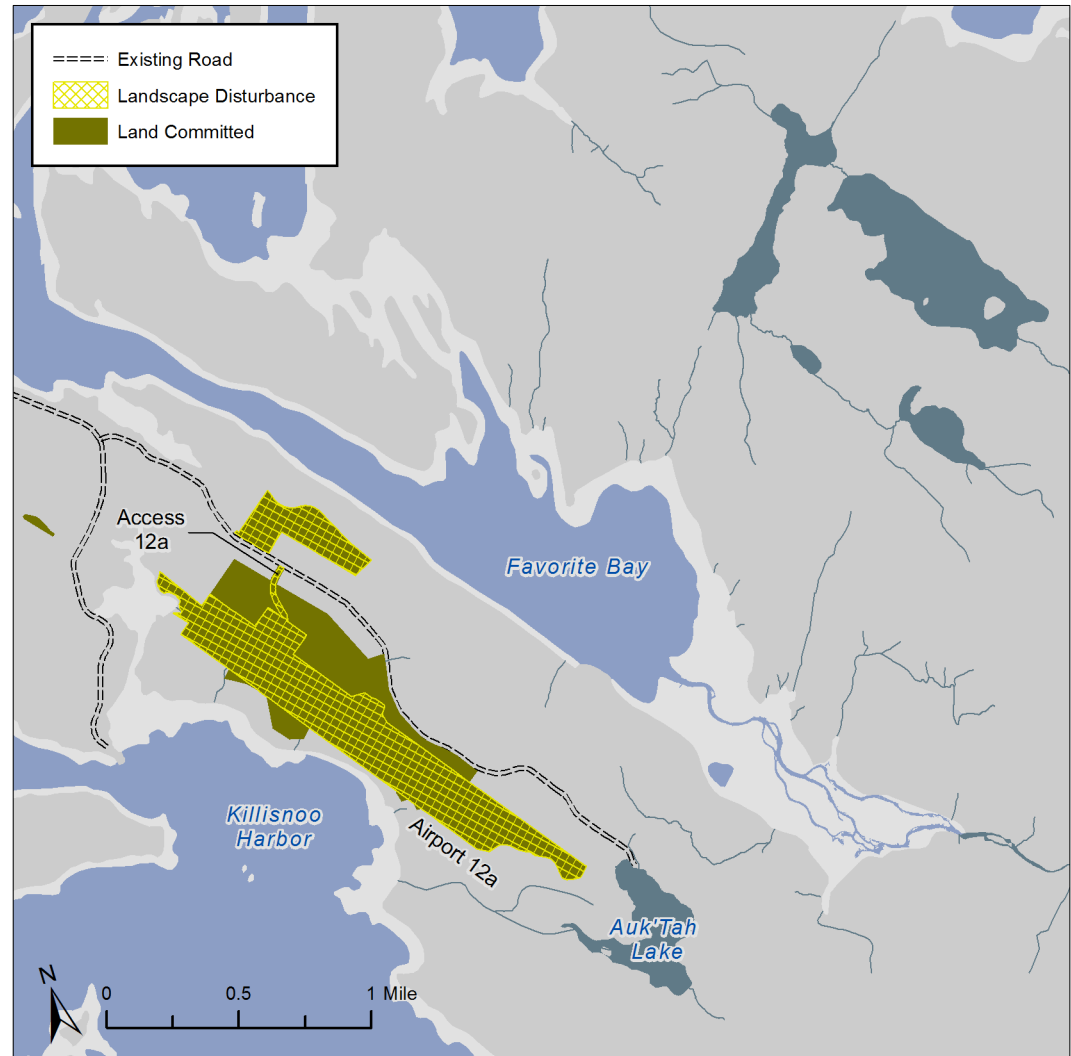 Existing Road
Landscape Disturbance
Land Committed
Access
12a
Favorite Bay
Killisnoo
Harbor
Airport 12a
Auk'Tah
Lake
N
0 0.5 1 Mile